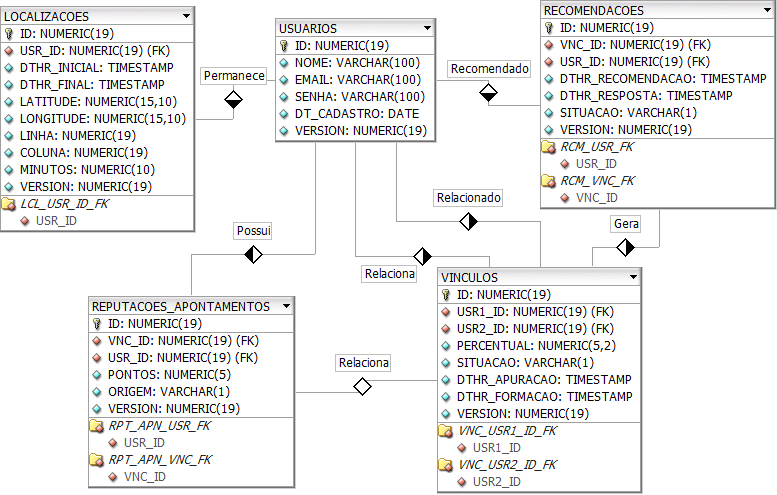 LOCALIZACOES
ID: NUMERIC(19)
USR_ID: NUMERIC(19) (FK)
DTHR_INICIAL: TIMESTAMP
DTHR_FINAL: TIMESTAMP
LATITUDE: NUMERIC(15,10)
LONGITUDE: NUMERIC(15,10)
LINHA: NUMERIC(19)
COLUNA: NUMERIC(19)
MINUTOS: NUMERIC(10)
VERSION: NUMERIC(19)
LCL_USR_ID_FK
USR_ID
Permanece
USUARIOS
ID: NUMERIC(19)
NOME: VARCHAR(100)
EMAIL: VARCHAR(100)
SENHA: VARCHAR(100)
DT_CADASTRO: DATE
VERSION: NUMERIC(19)
Recomendado
RECOMENDACOES
ID: NUMERIC(19)
VNC_ID: NUMERIC(19) (FK)
USR_ID: NUMERIC(19) (FK)
DTHR_RECOMENDACAO: TIMESTAMP
DTHR_RESPOSTA: TIMESTAMP
SITUACAO: VARCHAR(1)
VERSION: NUMERIC(19)
RCM_USR_FK
USR_ID
RCM_VNC_FK
VNC_ID
Relacionado
Possui
Gera
Relaciona
REPUTACOES_APONTAMENTOS
ID: NUMERIC(19)
VNC_ID: NUMERIC(19) (FK)
USR_ID: NUMERIC(19) (FK)
PONTOS: NUMERIC(5)
ORIGEM: VARCHAR(1)
VERSION: NUMERIC(19)
RPT_APN_USR_FK
USR_ID
RPT_APN_VNC_FK
VNC_ID
Relaciona
VINCULOS
ID: NUMERIC(19)
USR1_ID: NUMERIC(19) (FK)
USR2_ID: NUMERIC(19) (FK)
PERCENTUAL: NUMERIC(5,2)
SITUACAO: VARCHAR(1)
DTHR_APURACAO: TIMESTAMP
DTHR_FORMACAO: TIMESTAMP
VERSION: NUMERIC(19)
VNC_USR1_ID_FK
USR1_ID
VNC_USR2_ID_FK
USR2_ID